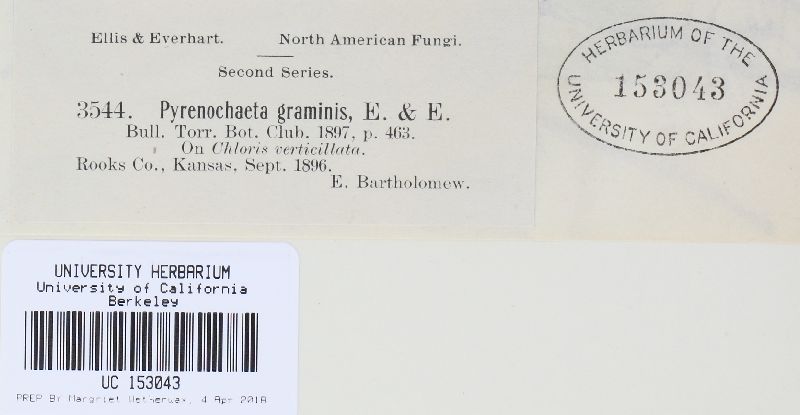 Ellis & Everhart. North American Fungi.
Second Series.
3544. Pyrenochaeta graminis, E. & E.
Bull. Torr. Bot. Club. 1897, p. 463.
On Chloris verticillata.
Rooks Co., Kansas, Sept. 1896.
E. Bartholomew.
HERBARIUM OF THE
153043
UNIVERSITY OF CALIFORNIA
UNIVERSITY HERBARIUM
University of California
Berkeley
UC 153043
PREP BY Margriet Wetherwax, 4 Apr 2018